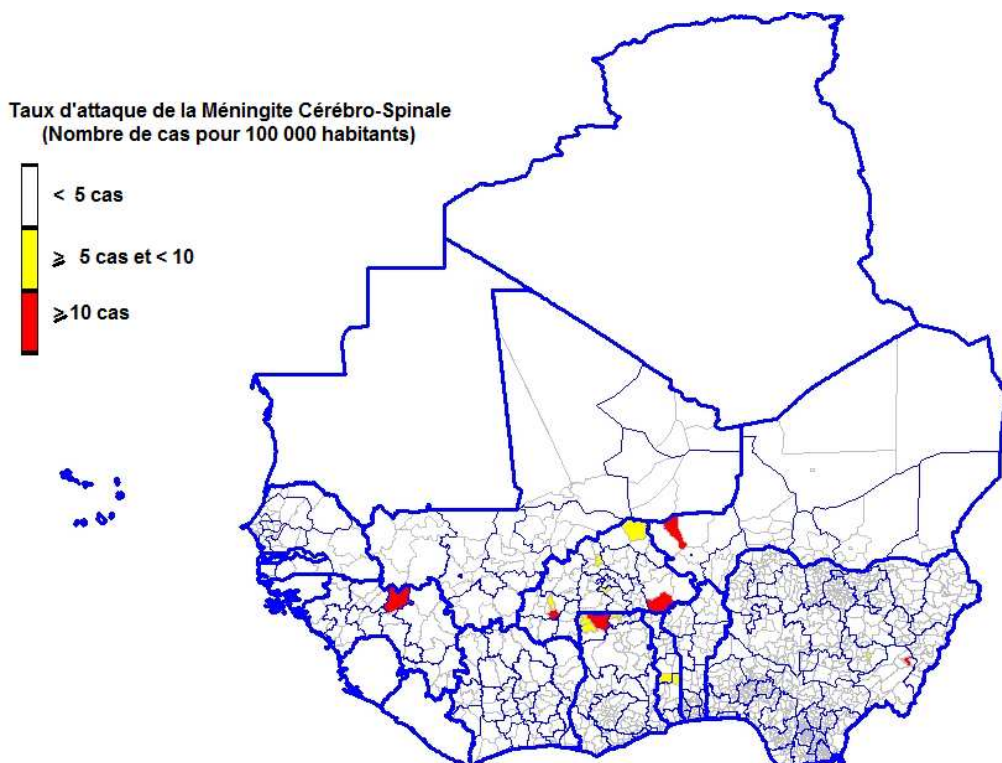 Taux d'attaque de la Méningite Cérébro-Spinale
(Nombre de cas pour 100 000 habitants)
< 5 cas
⩾ 5 cas et < 10
⩾10 cas